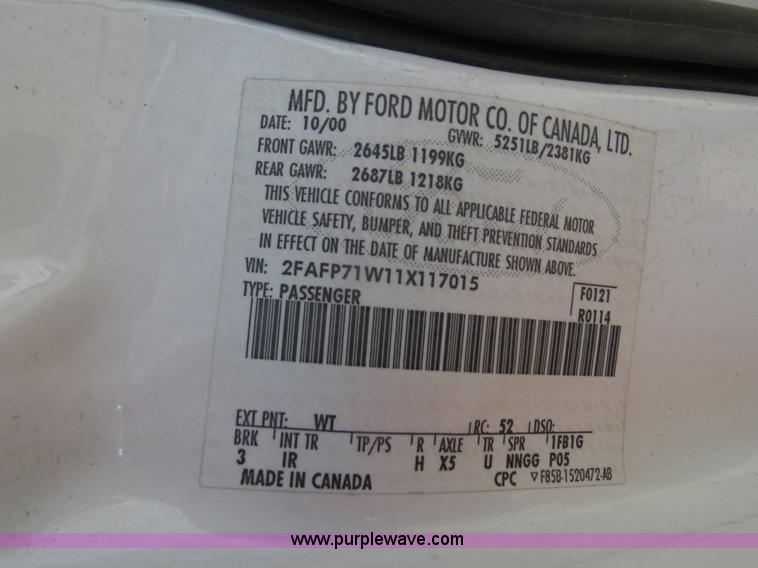 MFD. BY FORD MOTOR CO. OF CANADA, LTD.
DATE: 10/00 GVWR: 5251LB/2381KG
FRONT GAWR: 2645LB 1199KG
REAR GAWR: 2687LB 1218KG
THIS VEHICLE CONFORMS TO ALL APPLICABLE FEDERAL MOTOR
VEHICLE SAFETY, BUMPER, AND THEFT PREVENTION STANDARDS
IN EFFECT ON THE DATE OF MANUFACTURE SHOWN ABOVE.
VIN: 2FAFP71W11X117015
TYPE: PASSENGER F0121
R0114
EXT PNT: WT RC: 52 DSO:
BRK INT TR TP/PS R AXLE TR SPR 1FB1G
3 IR H X5 U NNGG P05
MADE IN CANADA CPC ▽F85B-1520472-AB
www.purplewave.com